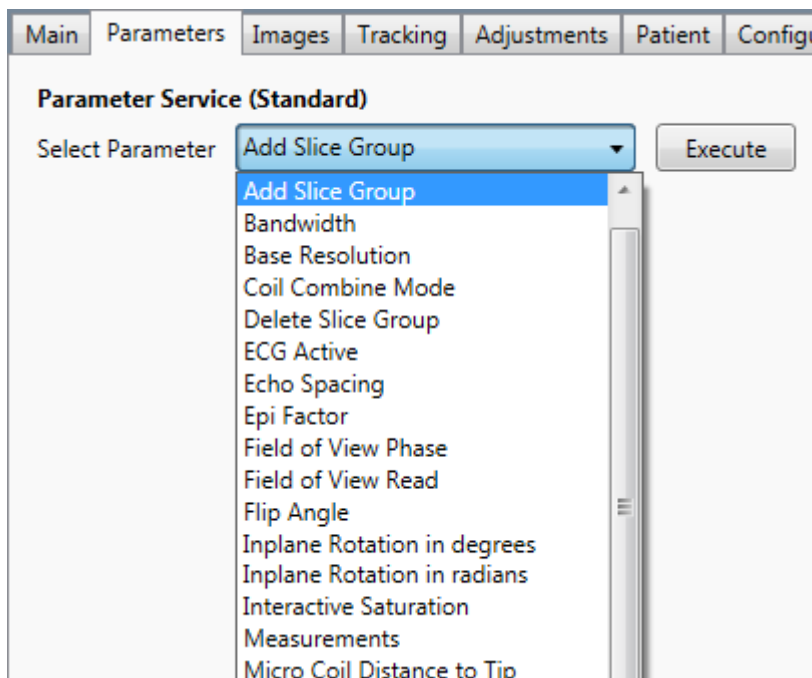 Main Parameters Images Tracking Adjustments Patient Configu
Parameter Service (Standard)
Select Parameter Add Slice Group Execute
Add Slice Group
Bandwidth
Base Resolution
Coil Combine Mode
Delete Slice Group
ECG Active
Echo Spacing
Epi Factor
Field of View Phase
Field of View Read
Flip Angle
Inplane Rotation in degrees
Inplane Rotation in radians
Interactive Saturation
Measurements
Micro Coil Distance to Tip